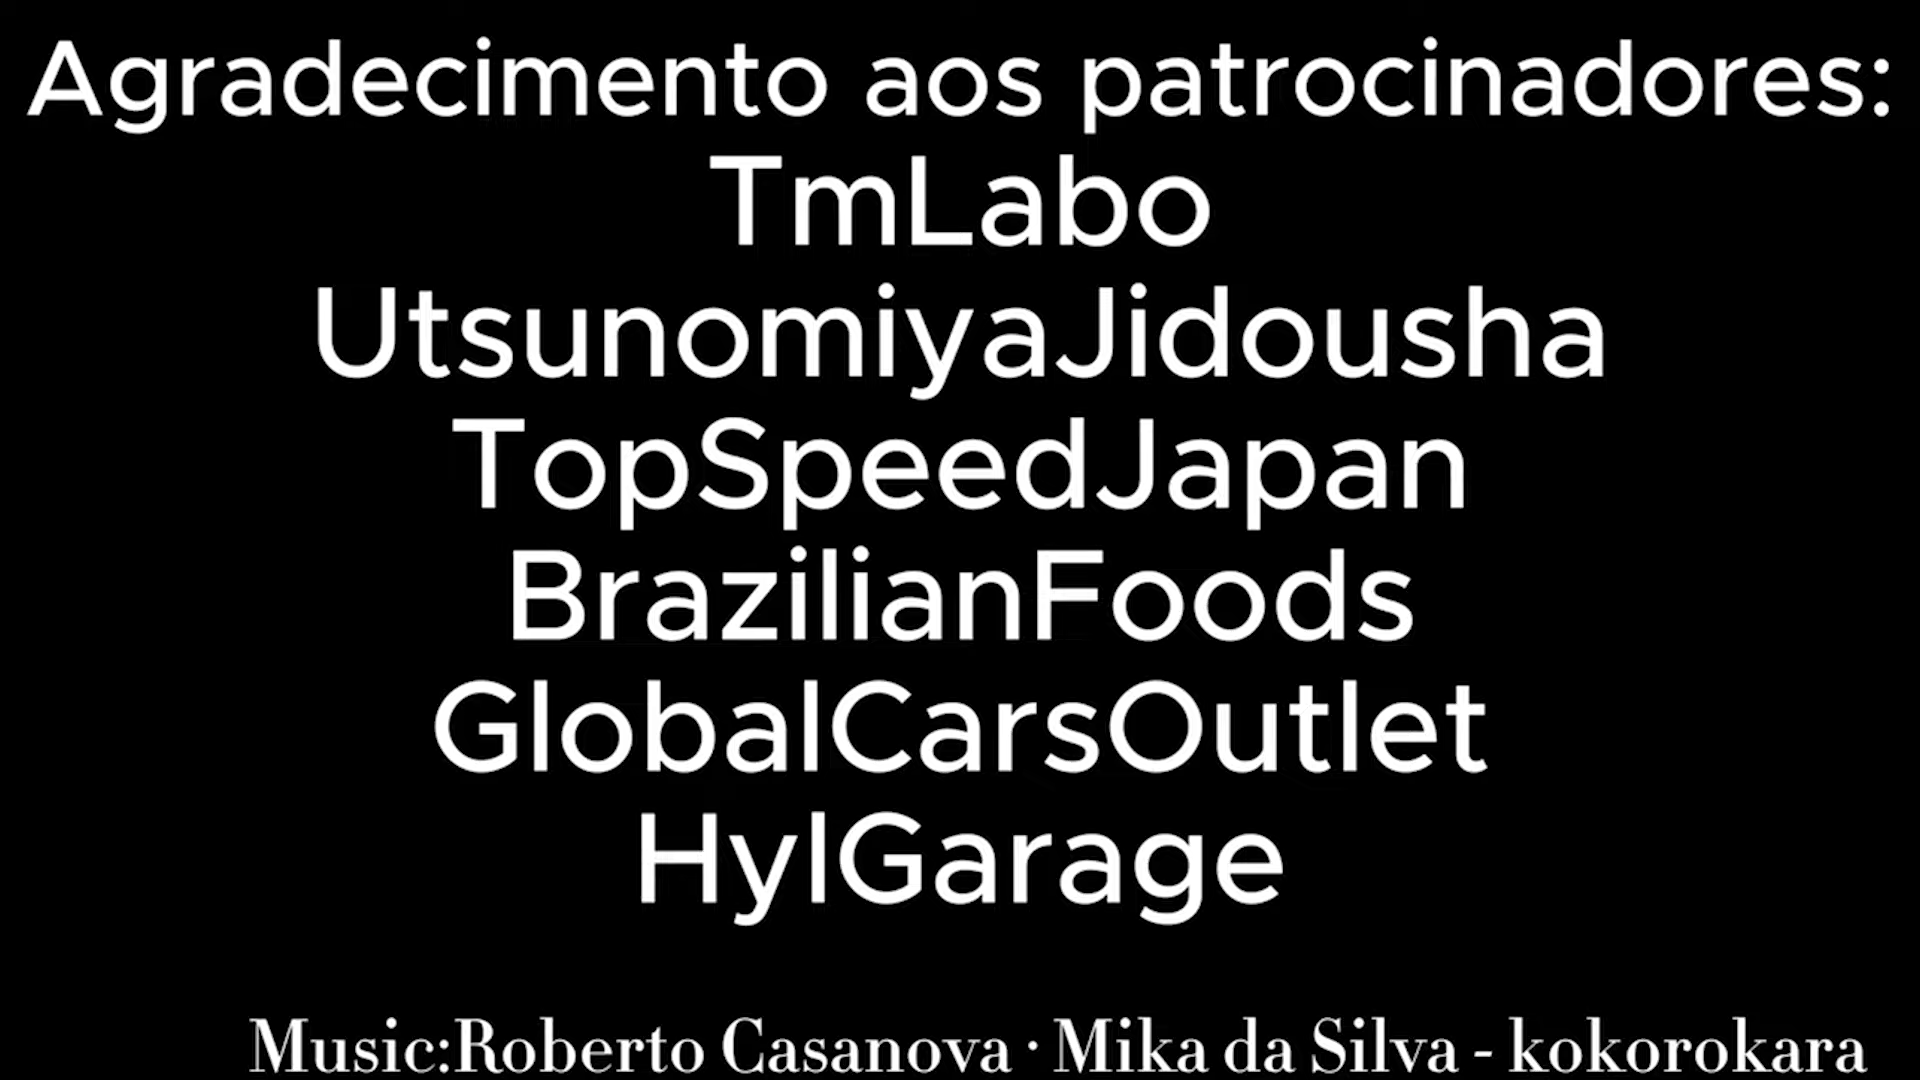 Agradecimento aos patrocinadores:
TmLabo
UtsunomiyaJidousha
TopSpeedJapan
BrazilianFoods
GlobalCarsOutlet
HylGarage
Music:Roberto Casanova · Mika da Silva - kokorokara